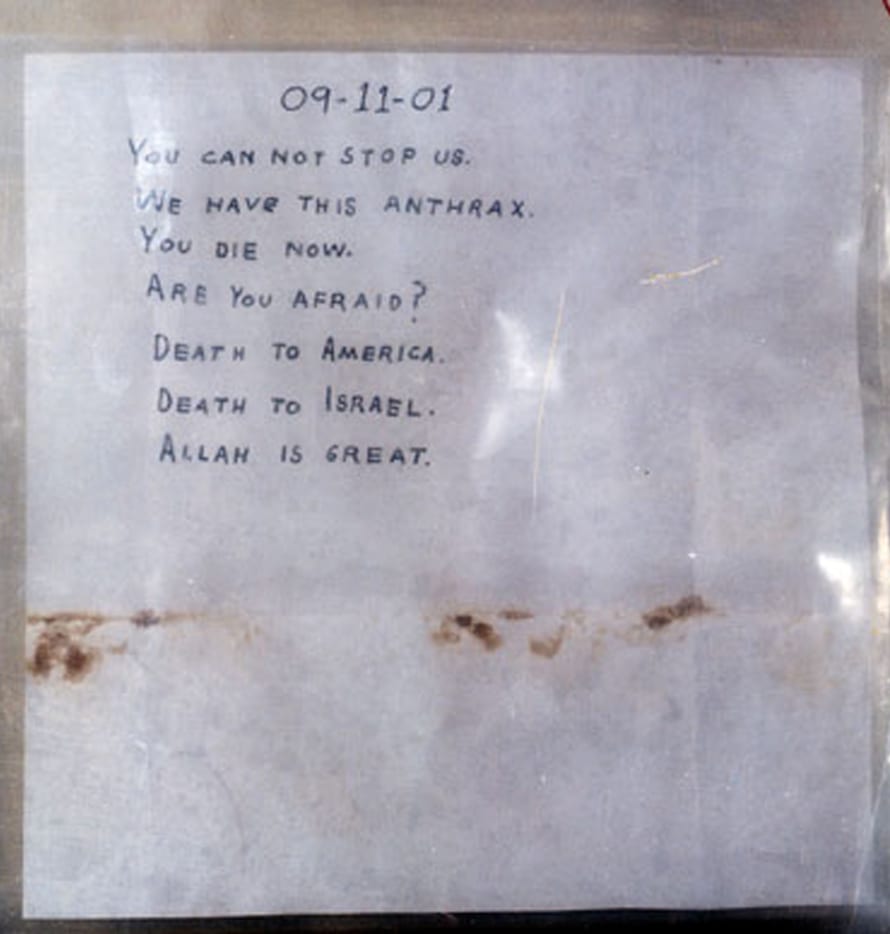 09-11-01
YOU CAN NOT STOP US.
WE HAVE THIS ANTHRAX.
YOU DIE NOW.
ARE YOU AFRAID?
DEATH TO AMERICA.
DEATH TO ISRAEL.
ALLAH IS GREAT.